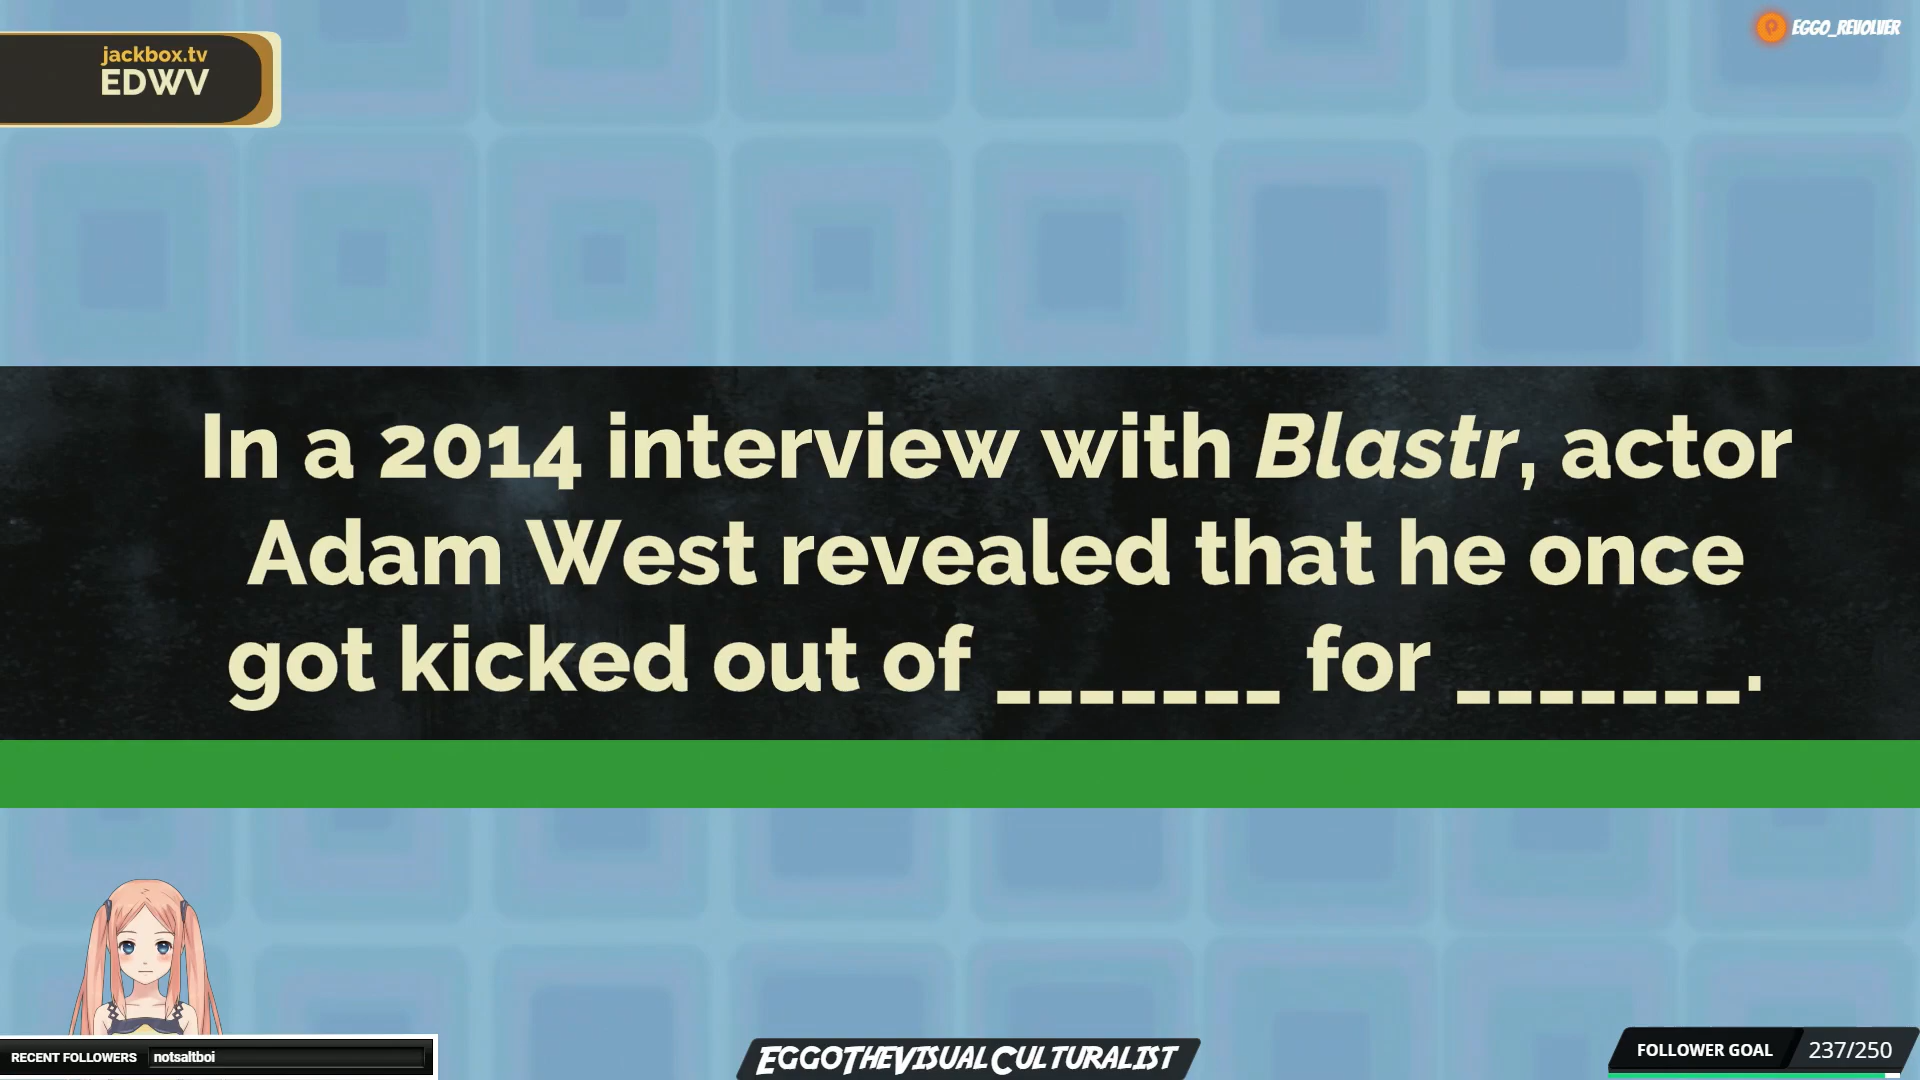 jackbox.tv
EDWV
EGGO_REVOLVER
In a 2014 interview with Blastr, actor
Adam West revealed that he once
got kicked out of _______ for _______.
RECENT FOLLOWERS notsaltboi
EGGOTHEVISUALCULTURALIST
FOLLOWER GOAL 237/250